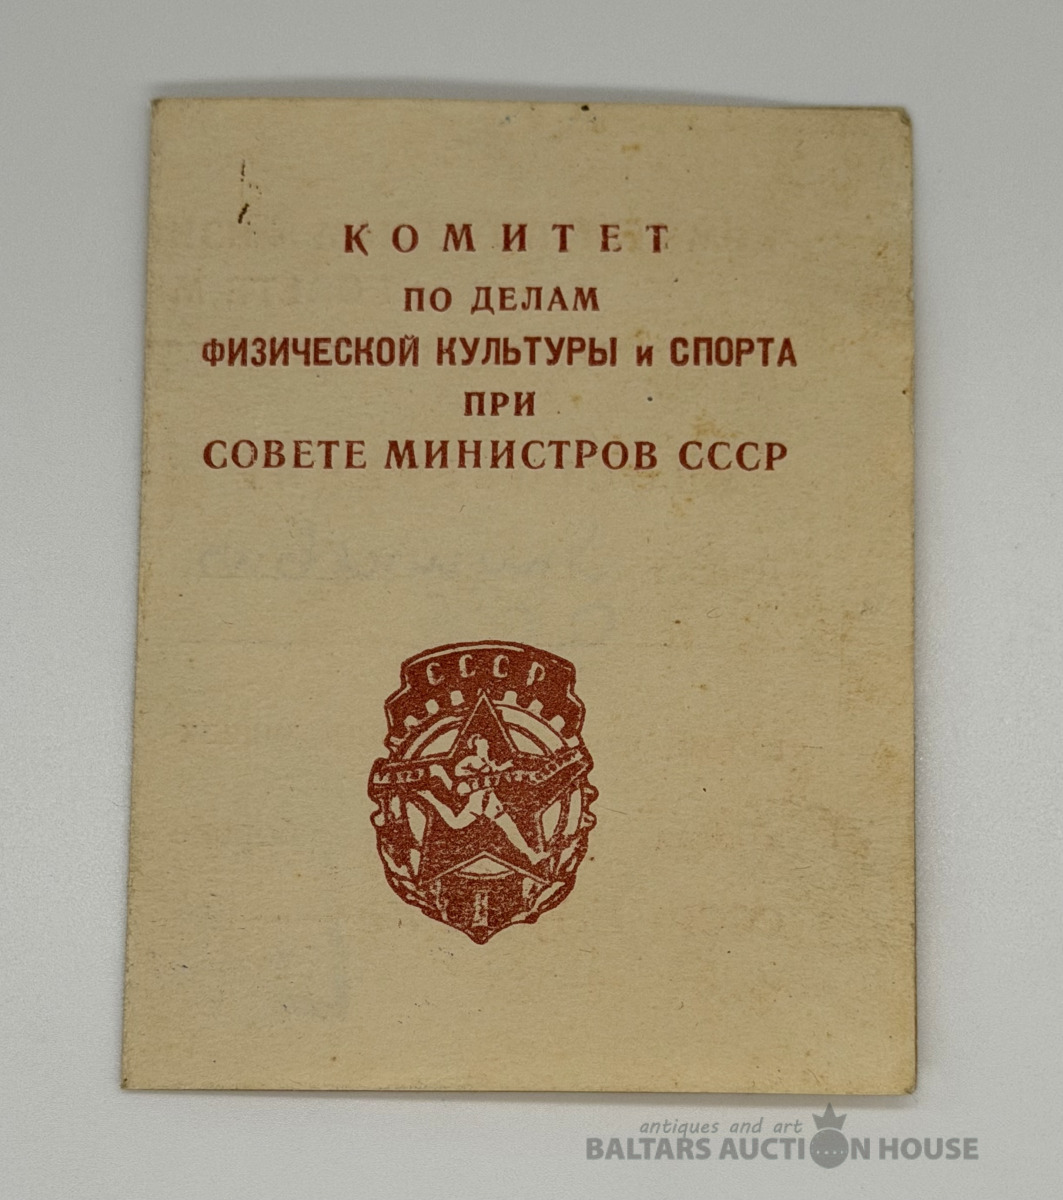 КОМИТЕТ
ПО ДЕЛАМ
ФИЗИЧЕСКОЙ КУЛЬТУРЫ и СПОРТА
ПРИ
СОВЕТЕ МИНИСТРОВ СССР
СССР
I
antiques and art
BALTARS AUCTION HOUSE